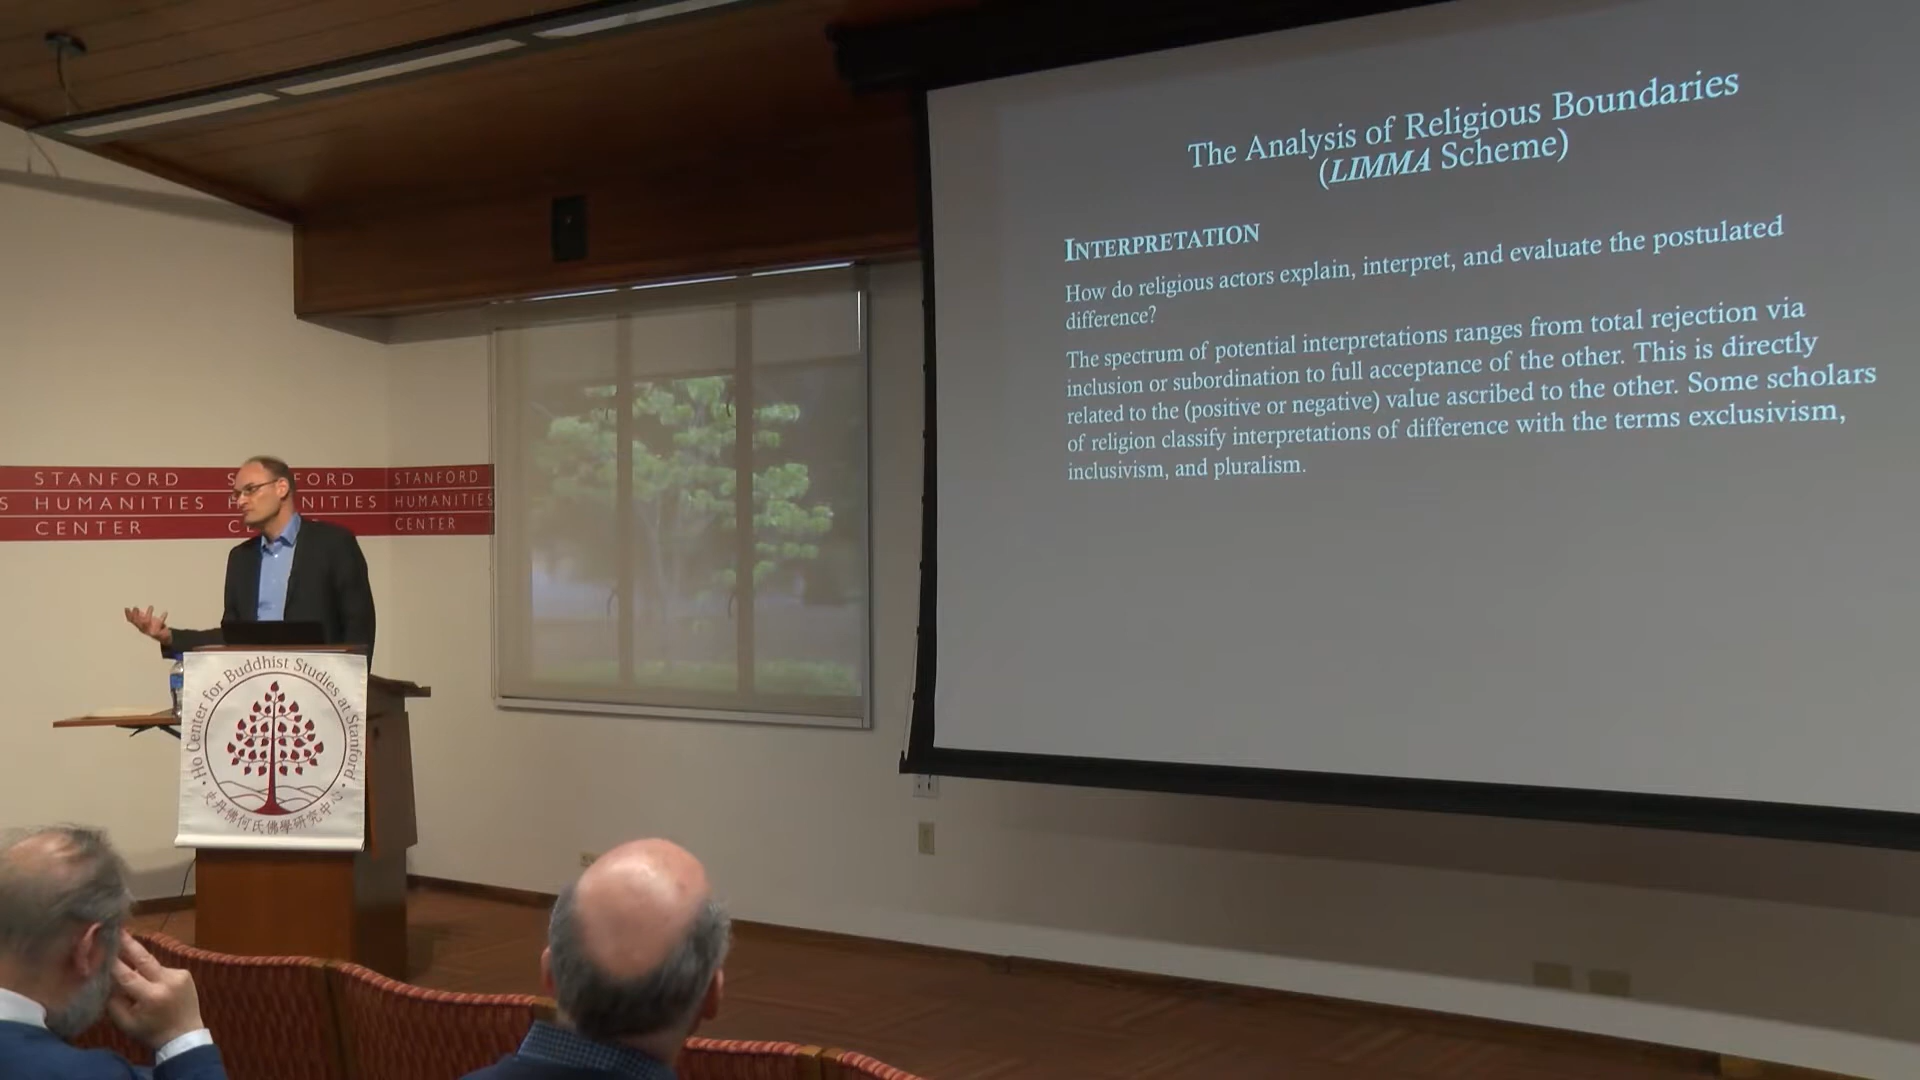 The Analysis of Religious Boundaries
(LIMMA Scheme)
INTERPRETATION
How do religious actors explain, interpret, and evaluate the postulated
difference?
The spectrum of potential interpretations ranges from total rejection via
inclusion or subordination to full acceptance of the other. This is directly
related to the (positive or negative) value ascribed to the other. Some scholars
of religion classify interpretations of difference with the terms exclusivism,
inclusivism, and pluralism.
STANFORD
HUMANITIES
CENTER
STANFORD
HUMANITIES
CENTER
Ho Center for Buddhist Studies at Stanford
史丹佛何氏佛學研究中心